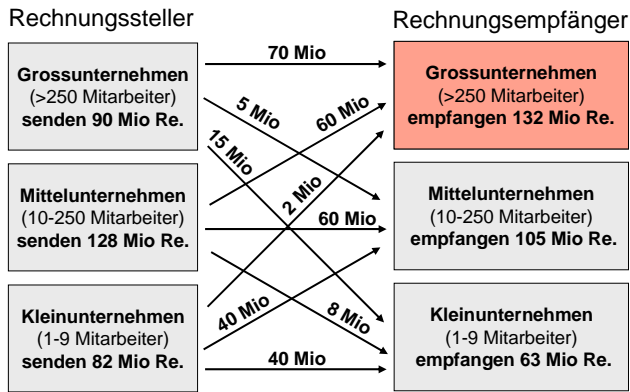 Rechnungssteller
Rechnungsempfänger
Grossunternehmen
(>250 Mitarbeiter)
senden 90 Mio Re.
70 Mio
Grossunternehmen
(>250 Mitarbeiter)
empfangen 132 Mio Re.
5 Mio
60 Mio
15 Mio
2 Mio
Mittelunternehmen
(10-250 Mitarbeiter)
senden 128 Mio Re.
60 Mio
Mittelunternehmen
(10-250 Mitarbeiter)
empfangen 105 Mio Re.
40 Mio
8 Mio
Kleinunternehmen
(1-9 Mitarbeiter)
senden 82 Mio Re.
40 Mio
Kleinunternehmen
(1-9 Mitarbeiter)
empfangen 63 Mio Re.